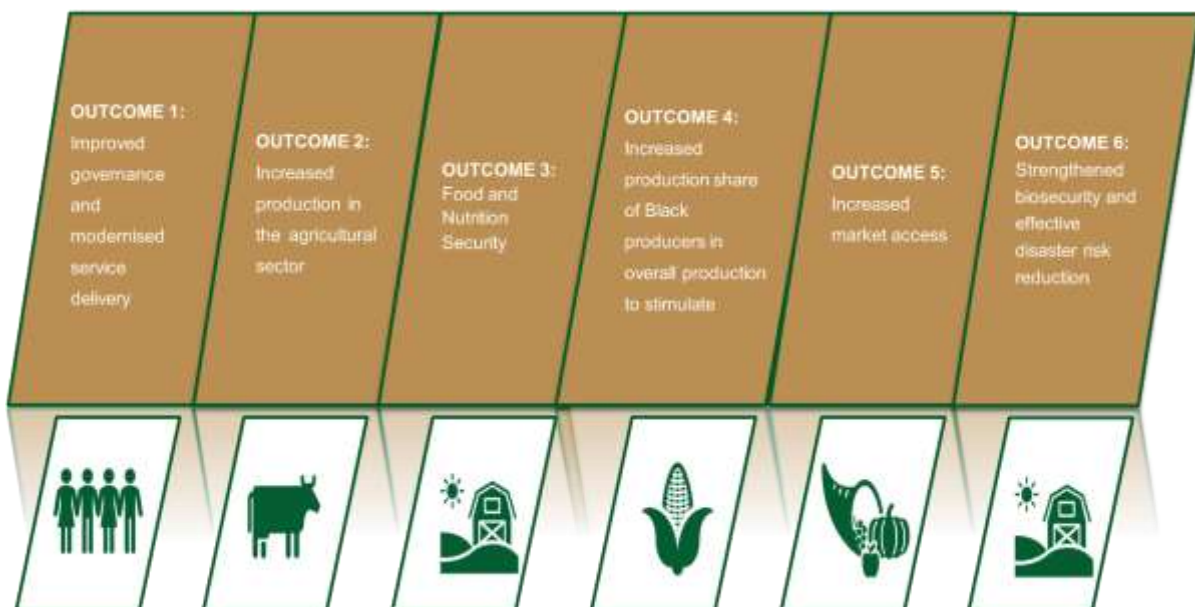 OUTCOME 1:
Improved
governance
and
modernised
service
delivery
OUTCOME 2:
Increased
production in
the agricultural
sector
OUTCOME 3:
Food and
Nutrition
Security
OUTCOME 4:
Increased
production share
of Black
producers in
overall production
to stimulate
OUTCOME 5:
Increased
market access
OUTCOME 6:
Strengthened
biosecurity and
effective
disaster risk
reduction